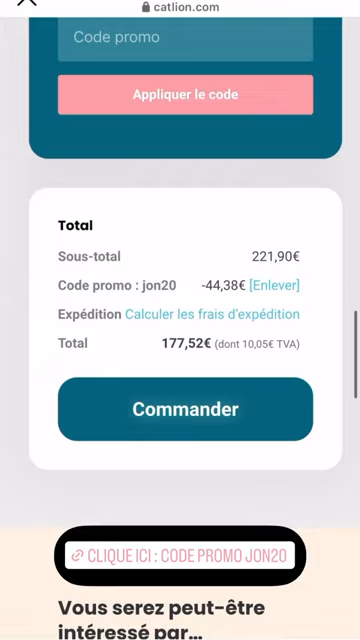 catlion.com
Code promo
Appliquer le code
Total
Sous-total 221,90€
Code promo : jon20 -44,38€ [Enlever]
Expédition Calculer les frais d'expédition
Total 177,52€ (dont 10,05€ TVA)
Commander
CLIQUE ICI : CODE PROMO JON20
Vous serez peut-être
intéressé par…